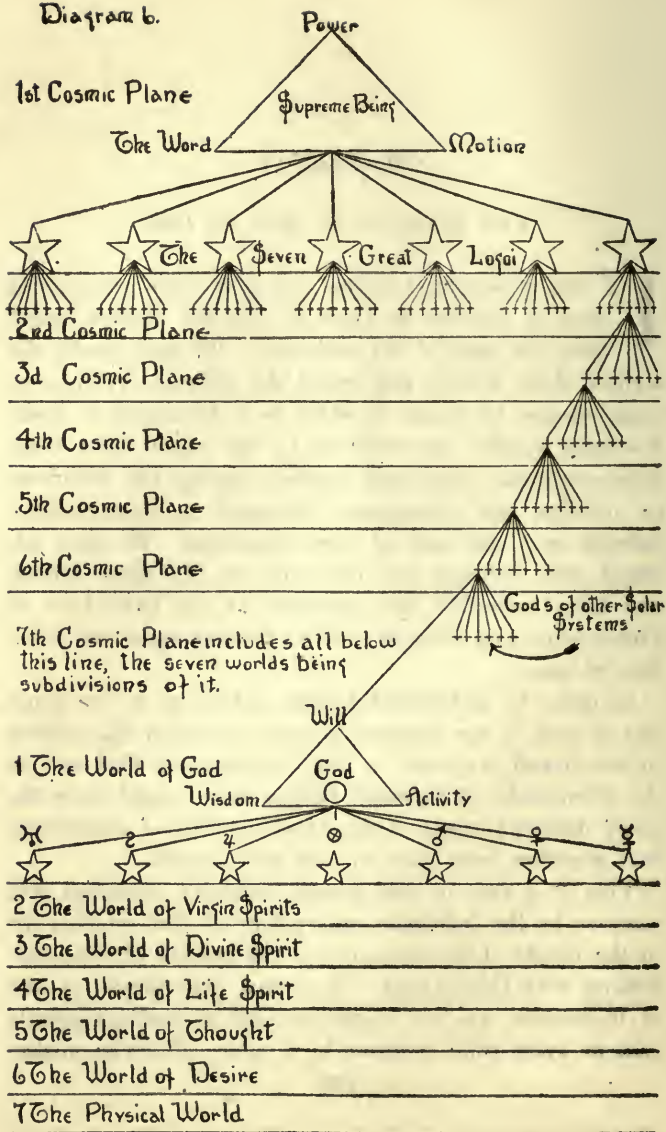 Diagram 6.
Power
1st Cosmic Plane
Supreme Being
The Word
Motion
The Seven Great Logoi
2nd Cosmic Plane
3d Cosmic Plane
4th Cosmic Plane
5th Cosmic Plane
6th Cosmic Plane
Gods of other Solar
Systems
7th Cosmic Plane includes all below
this line, the seven worlds being
subdivisions of it.
Will
1 The World of God
God
Wisdom
Activity
♅ ♄ ♃ ⊗ ♂ ♀ ☿
2 The World of Virgin Spirits
3 The World of Divine Spirit
4 The World of Life Spirit
5 The World of Thought
6 The World of Desire
7 The Physical World